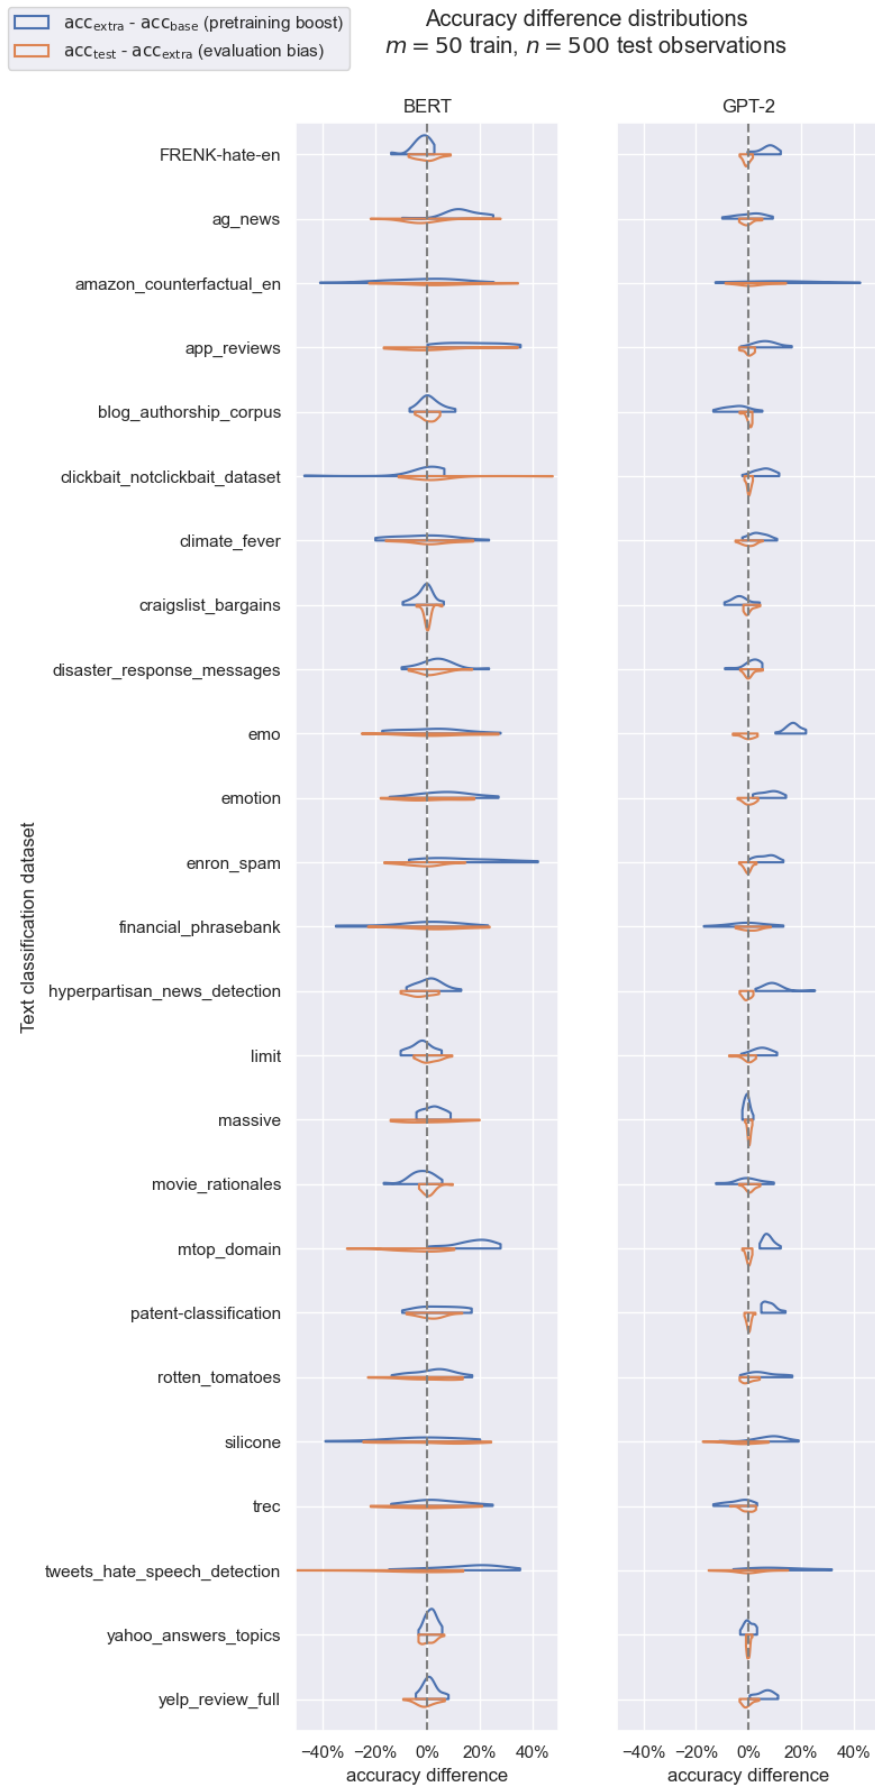 acc_extra - acc_base (pretraining boost)
acc_test - acc_extra (evaluation bias)
Accuracy difference distributions
m = 50 train, n = 500 test observations
BERT
GPT-2
Text classification dataset
FRENK-hate-en
ag_news
amazon_counterfactual_en
app_reviews
blog_authorship_corpus
clickbait_notclickbait_dataset
climate_fever
craigslist_bargains
disaster_response_messages
emo
emotion
enron_spam
financial_phrasebank
hyperpartisan_news_detection
limit
massive
movie_rationales
mtop_domain
patent-classification
rotten_tomatoes
silicone
trec
tweets_hate_speech_detection
yahoo_answers_topics
yelp_review_full
−40% −20% 0% 20% 40%
accuracy difference
−40% −20% 0% 20% 40%
accuracy difference